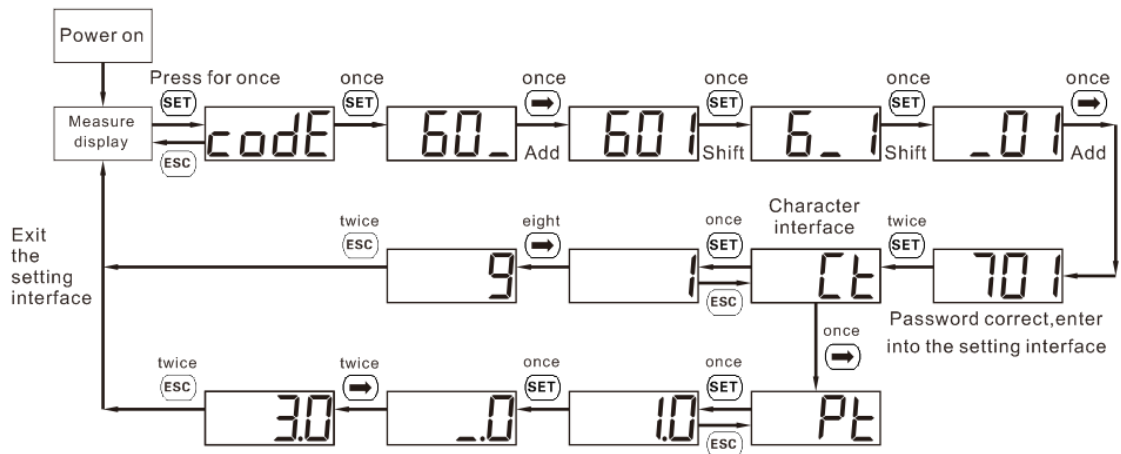 Power on
Press for once
once
once
once
once
once
SET
SET
➡
SET
SET
➡
Measure
display
codE
60_
601
6_1
_01
ESC
Add
Shift
Shift
Add
Exit
the
setting
interface
twice
ESC
eight
➡
once
SET
Character
interface
twice
SET
9
1
Ct
701
ESC
Password correct,enter
into the setting interface
once
➡
twice
ESC
twice
➡
once
SET
once
SET
3.0
_.0
1.0
Pt
ESC